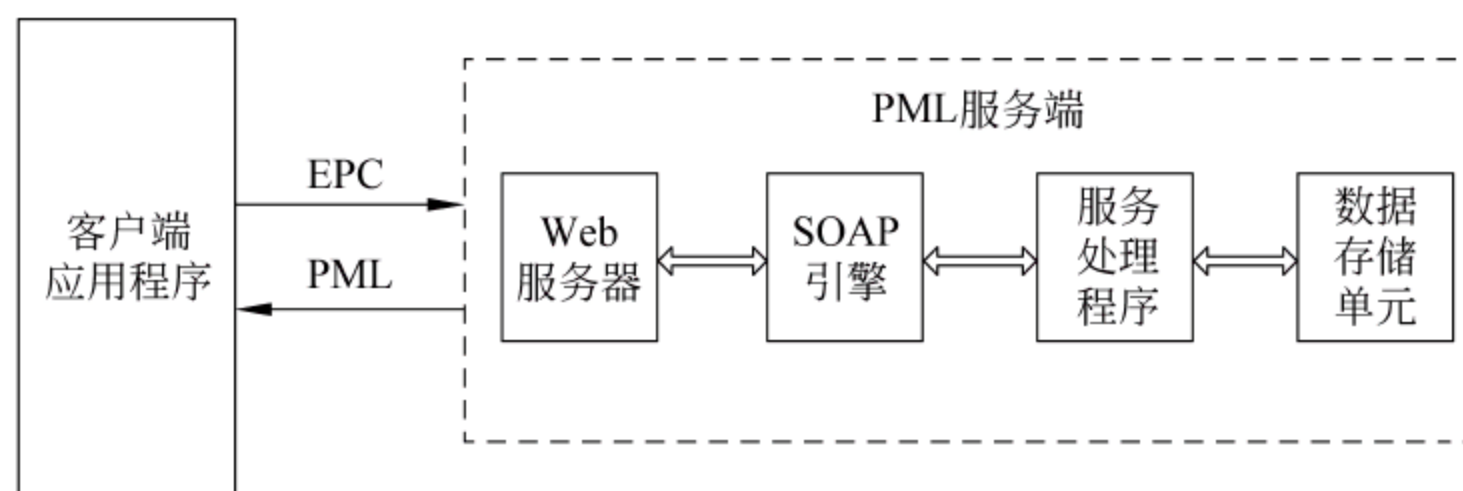 PML服务端
EPC
PML
客户端
应用程序
Web
服务器
SOAP
引擎
服务
处理
程序
数据
存储
单元